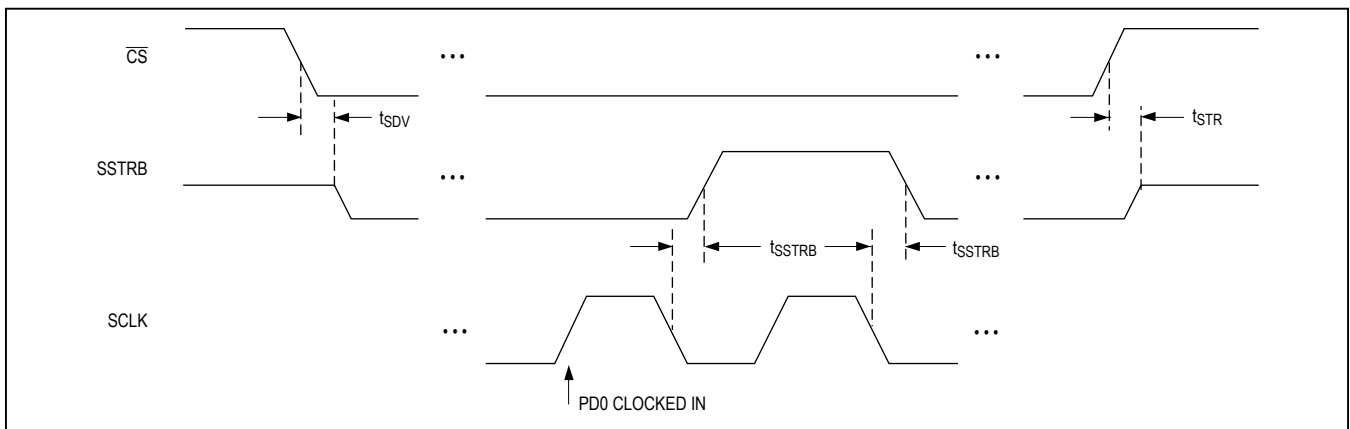 CS
tSDV
tSTR
SSTRB
tSSTRB
tSSTRB
SCLK
PD0 CLOCKED IN